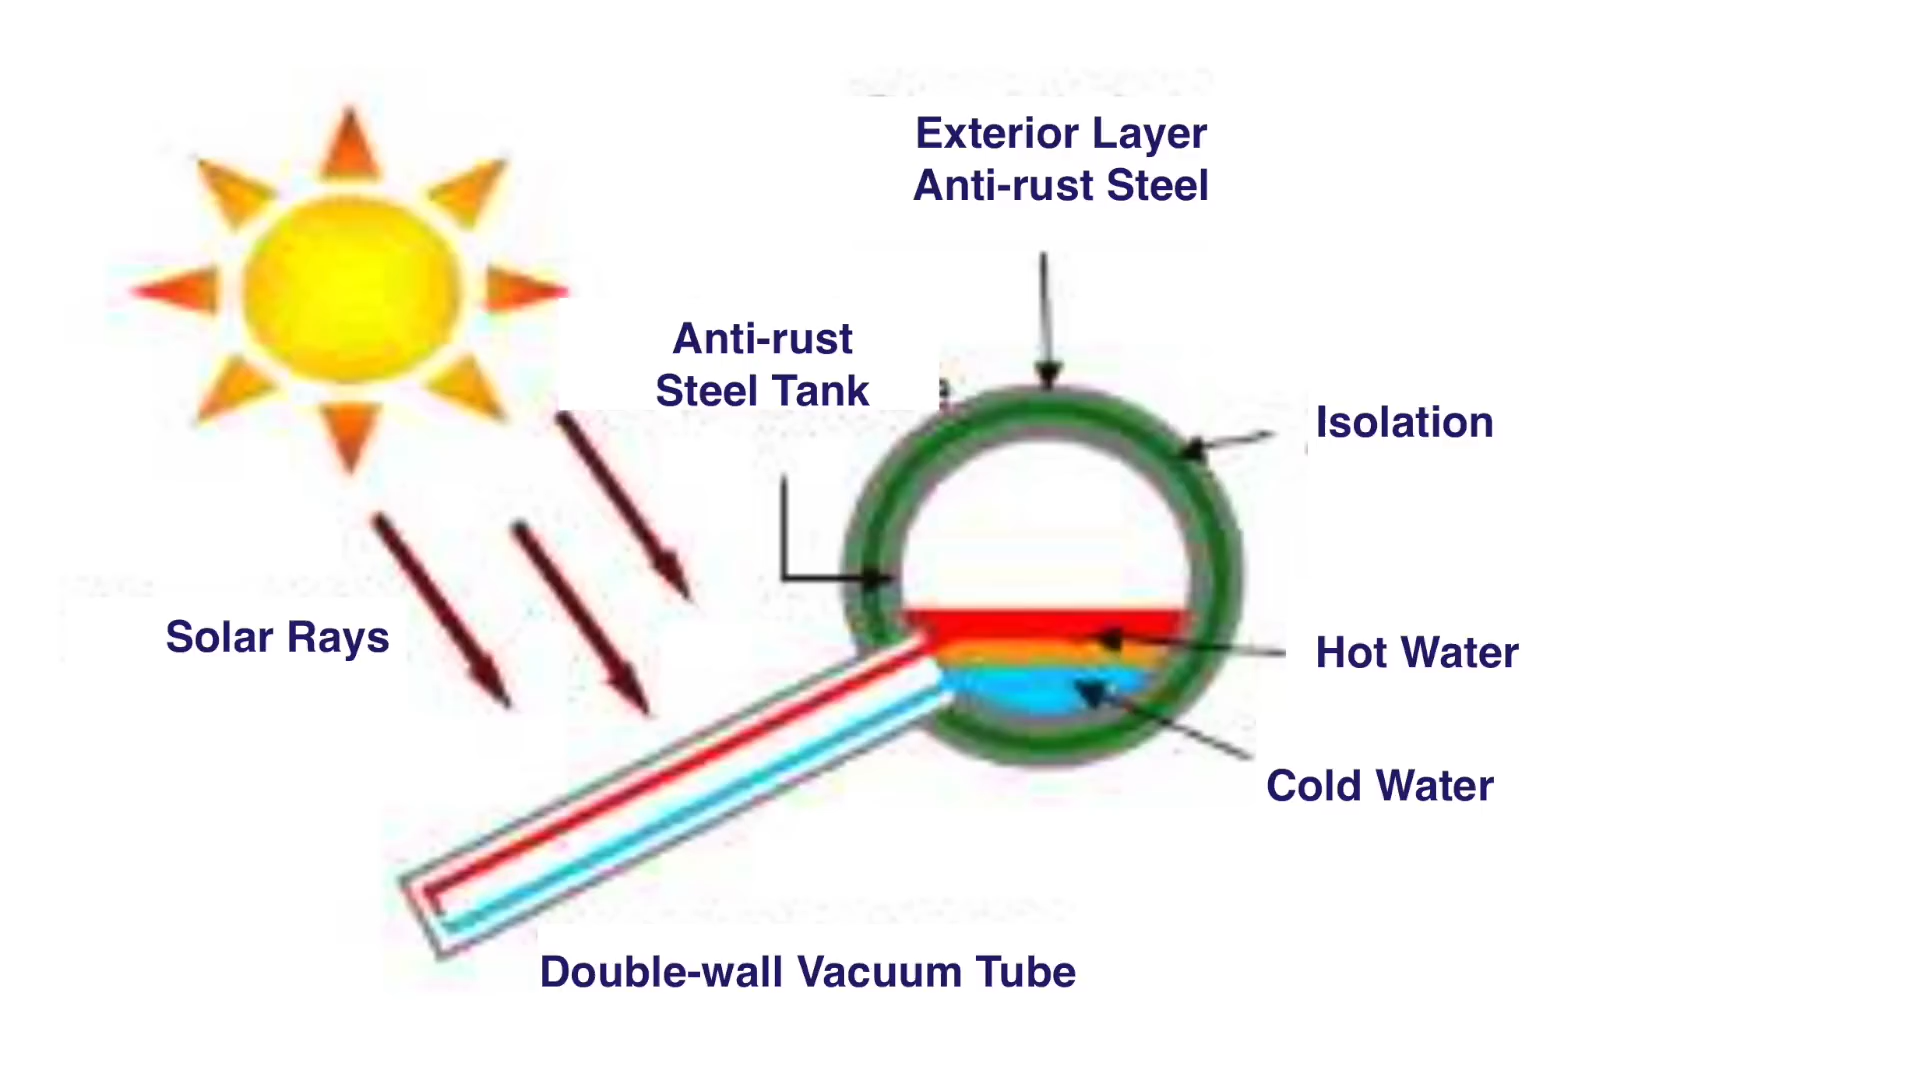 Exterior Layer
Anti-rust Steel
Anti-rust
Steel Tank
Isolation
Solar Rays
Hot Water
Cold Water
Double-wall Vacuum Tube